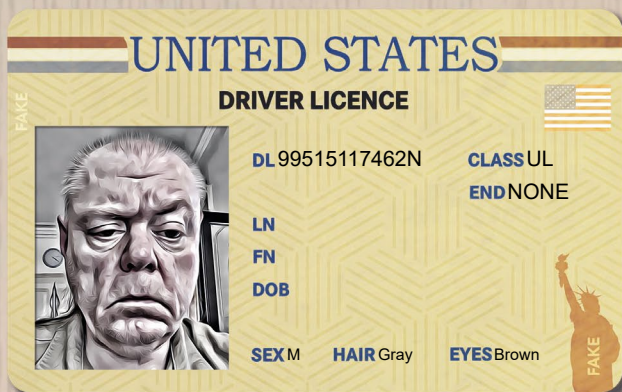 UNITED STATES
DRIVER LICENCE
FAKE
DL 99515117462N CLASS UL
END NONE
LN
FN
DOB
SEX M HAIR Gray EYES Brown
FAKE